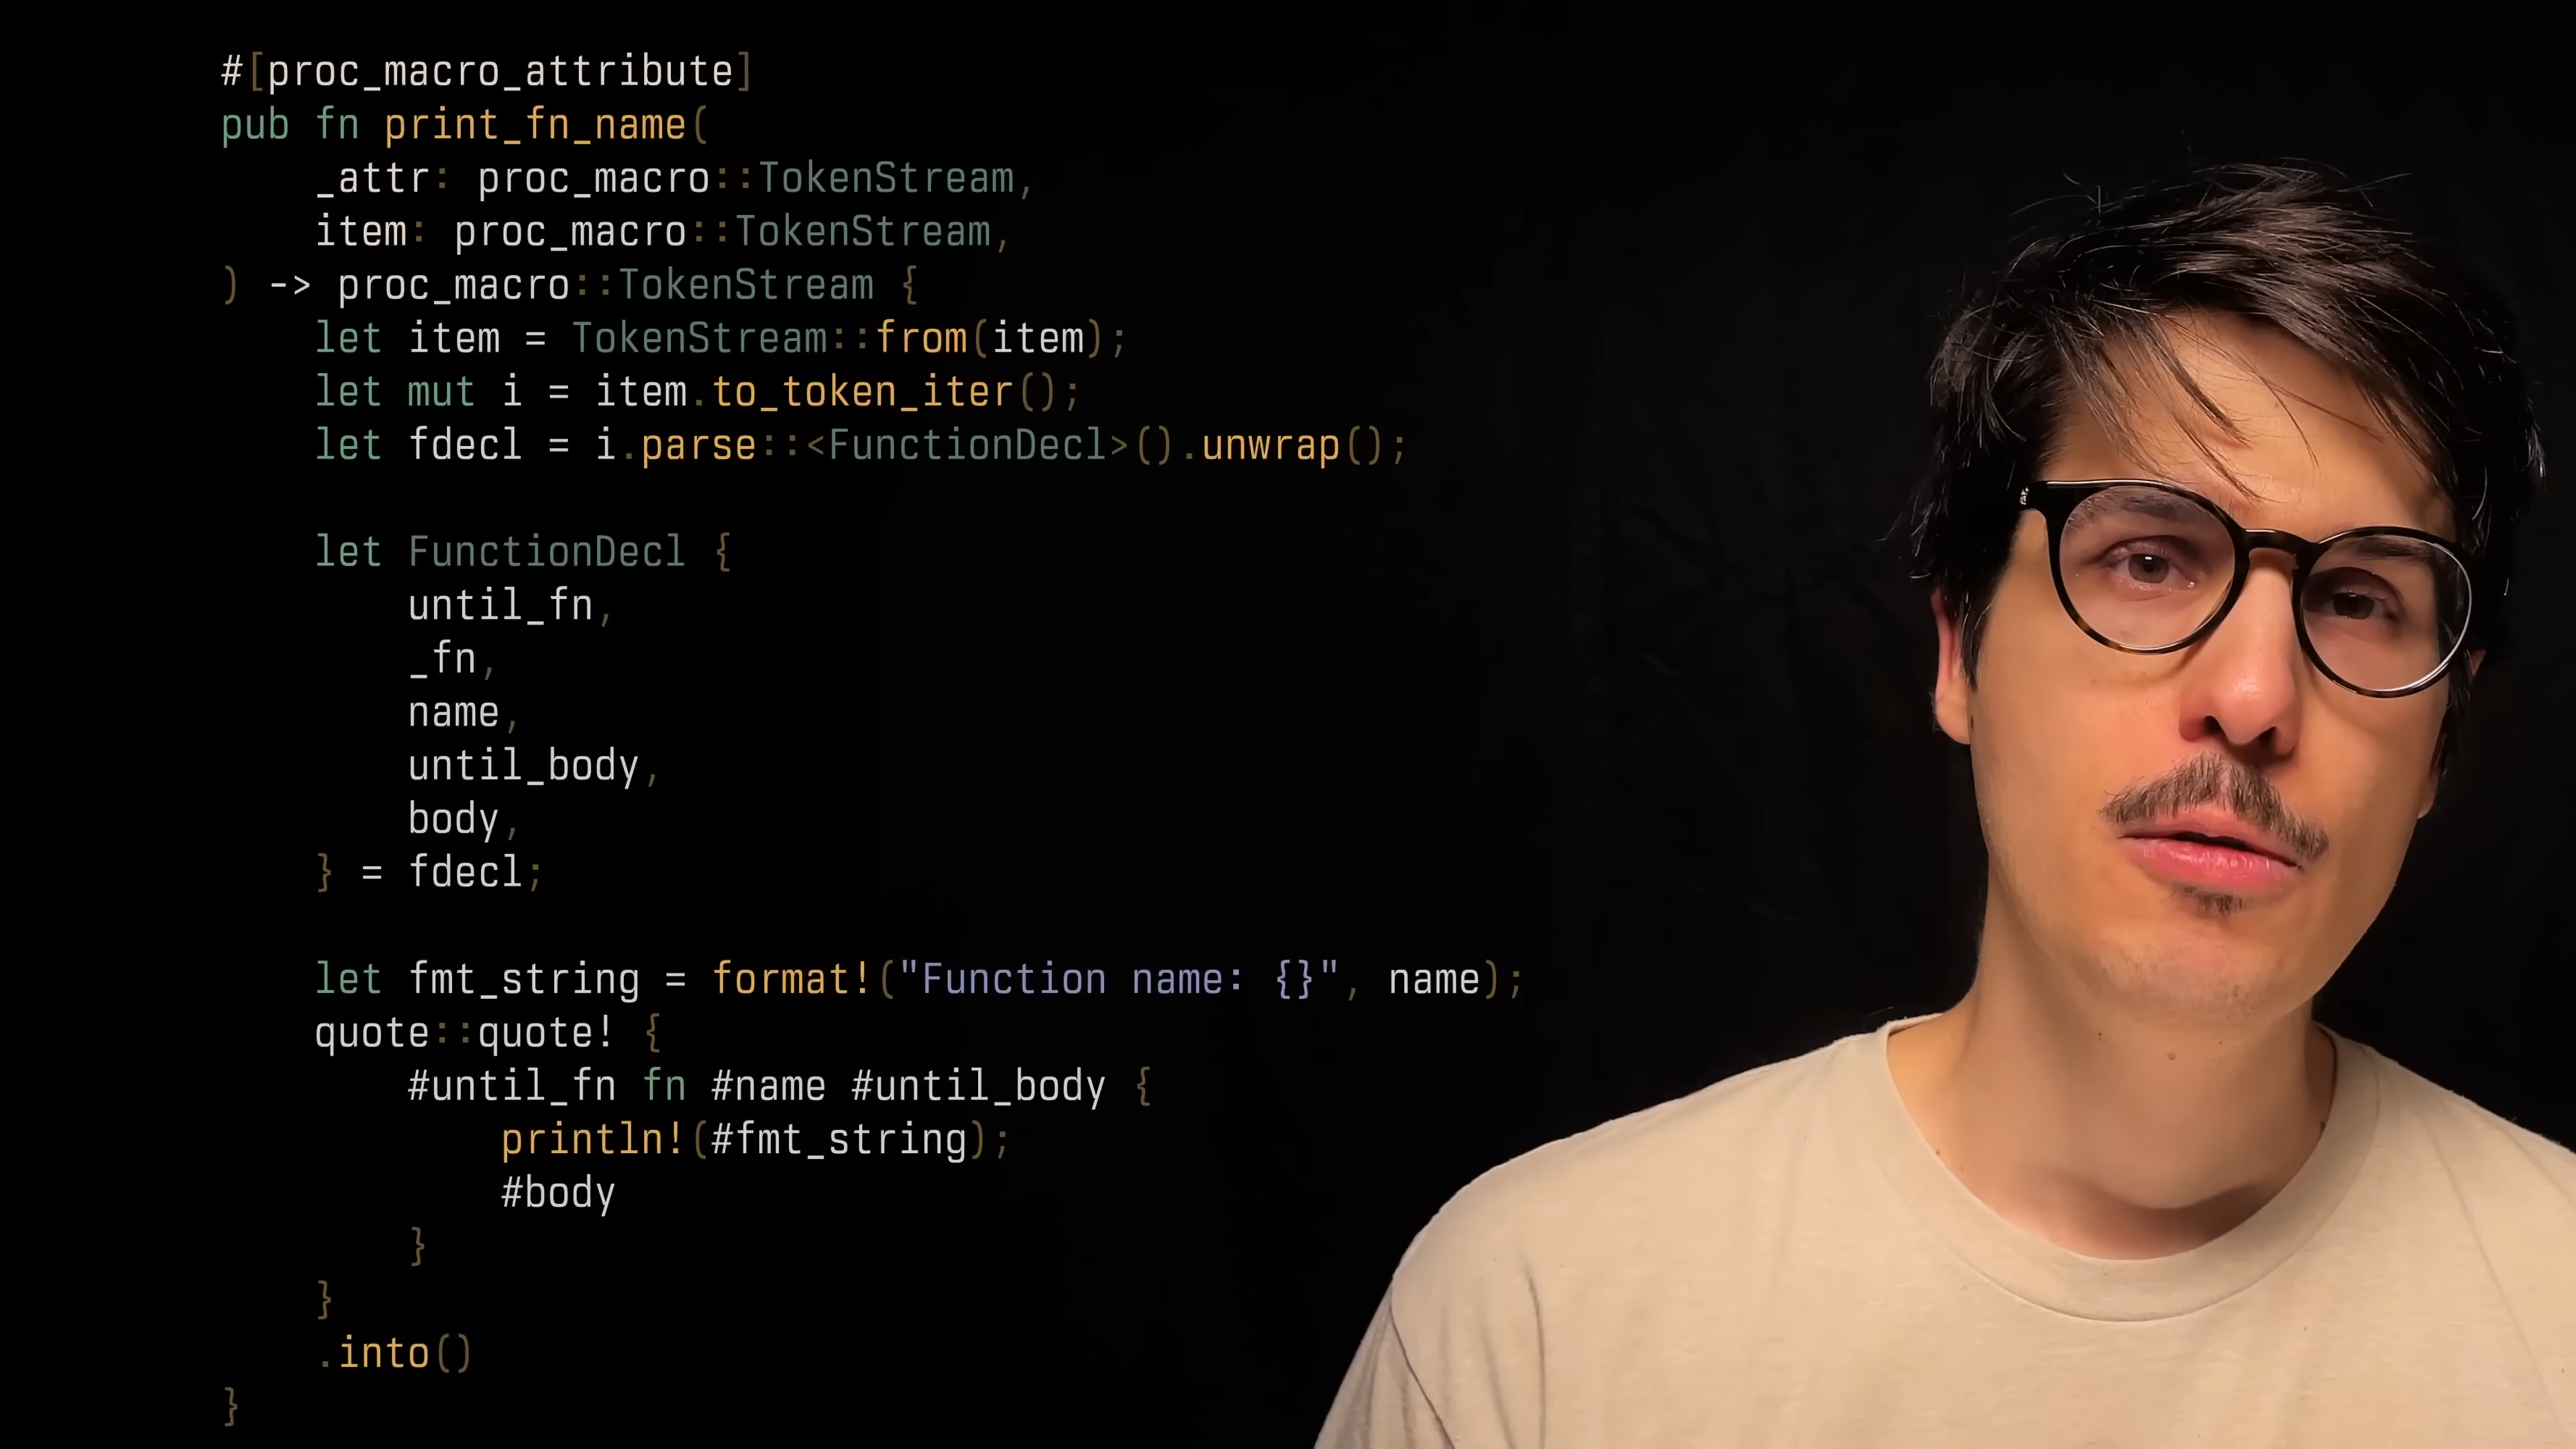 #[proc_macro_attribute]
pub fn print_fn_name(
    _attr: proc_macro::TokenStream,
    item: proc_macro::TokenStream,
) -> proc_macro::TokenStream {
    let item = TokenStream::from(item);
    let mut i = item.to_token_iter();
    let fdecl = i.parse::<FunctionDecl>().unwrap();
    let FunctionDecl {
        until_fn,
        _fn,
        name,
        until_body,
        body,
    } = fdecl;
    let fmt_string = format!("Function name: {}", name);
    quote::quote! {
        #until_fn fn #name #until_body {
            println!(#fmt_string);
            #body
        }
    }
    .into()
}